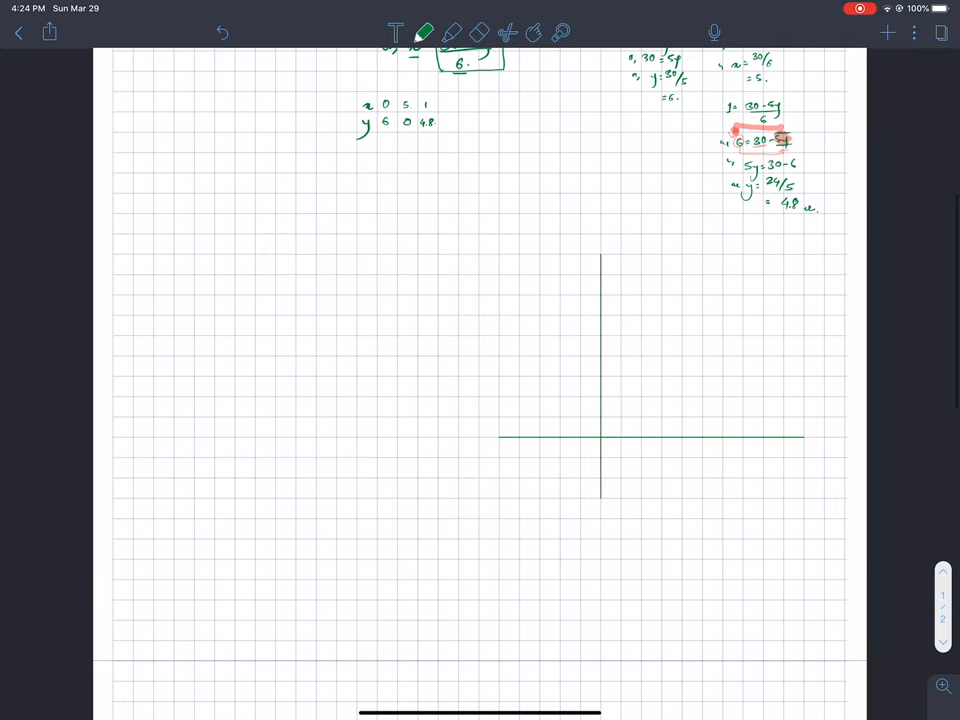 4:24 PM Sun Mar 29
100%
T
6.
x 0 5 1
y 6 0 4.8
30 = 5y
y = 30/5
= 6.
x = 30/6
= 5.
1 = 30-5y
6
6 = 30-5y
5y = 30-6
y = 24/5
= 4.8
1
/
2